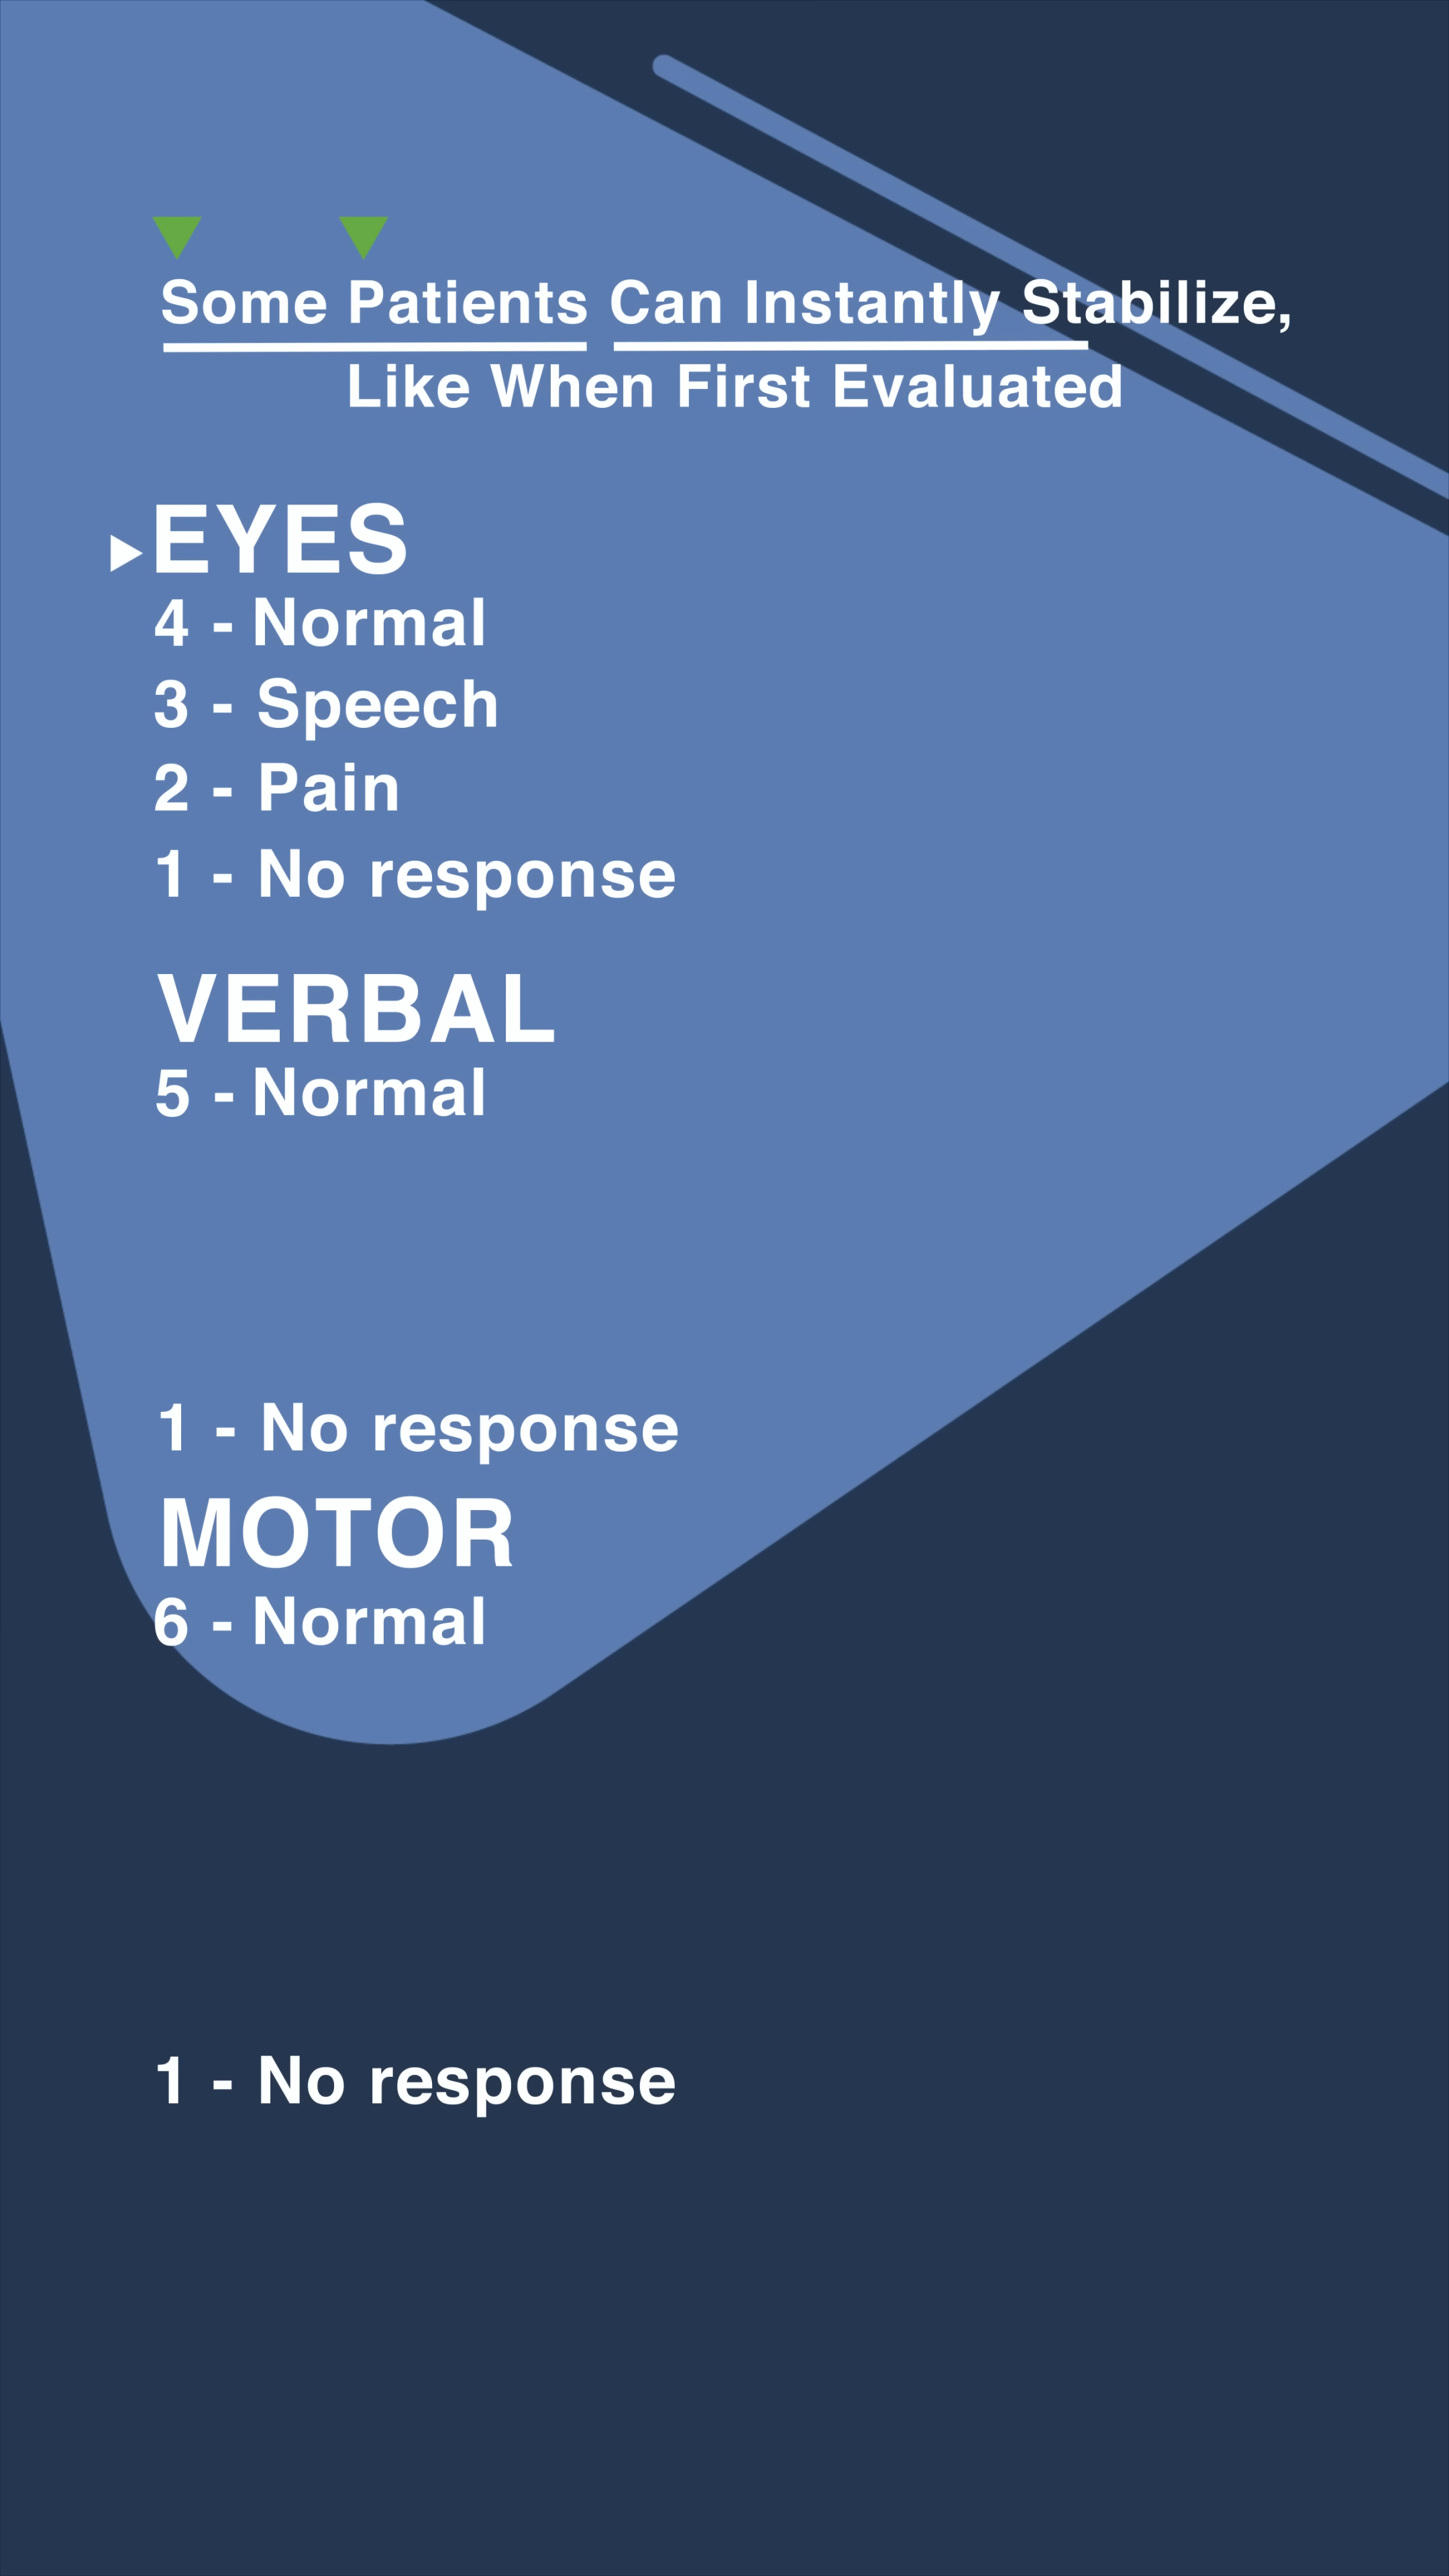 Some Patients Can Instantly Stabilize,
Like When First Evaluated
EYES
4 - Normal
3 - Speech
2 - Pain
1 - No response
VERBAL
5 - Normal
1 - No response
MOTOR
6 - Normal
1 - No response